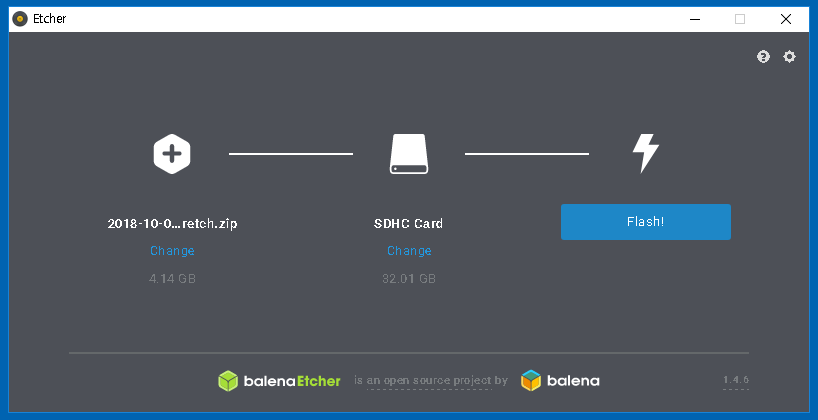 Etcher
2018-10-0...retch.zip
Change
4.14 GB
SDHC Card
Change
32.01 GB
Flash!
balenaEtcher is an open source project by balena
1.4.6